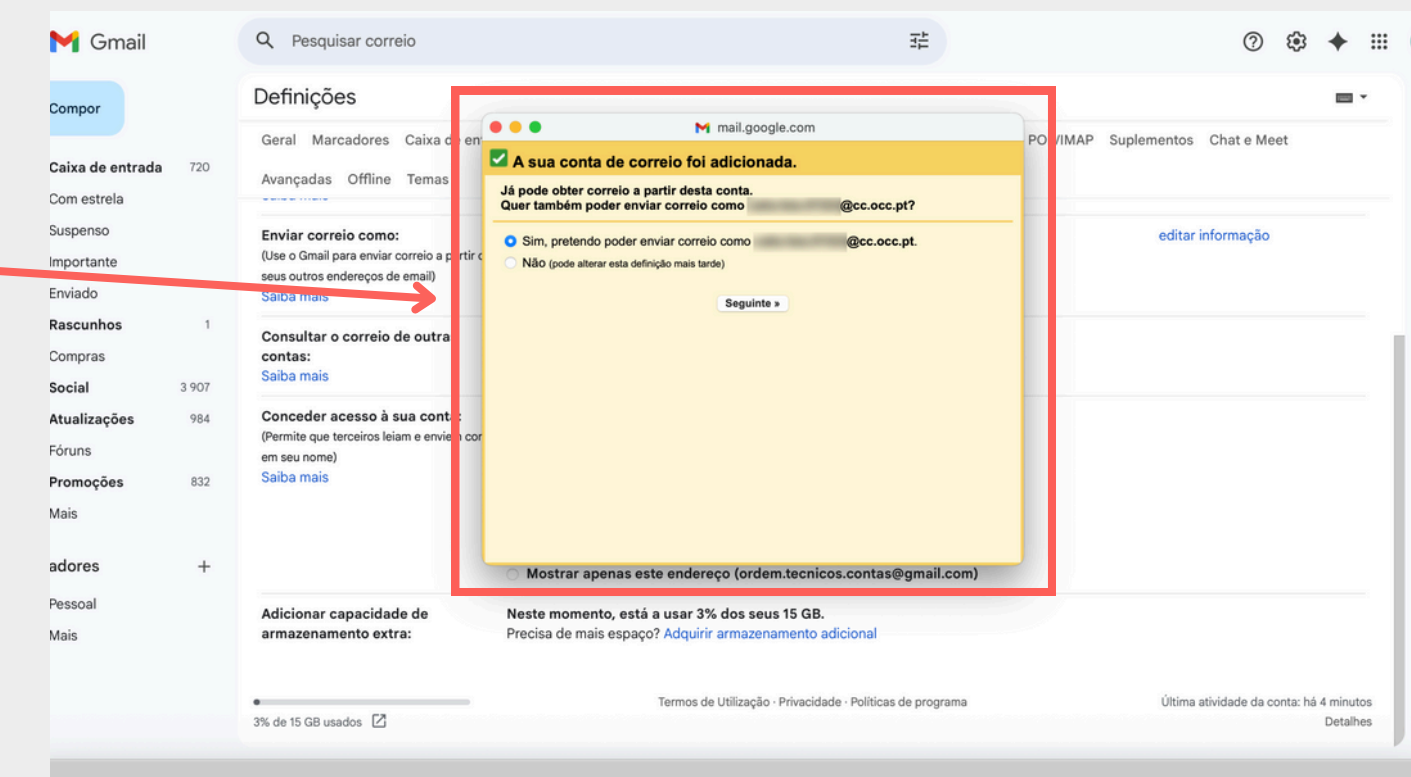 Gmail
Pesquisar correio
Compor
Caixa de entrada 720
Com estrela
Suspenso
Importante
Enviado
Rascunhos 1
Compras
Social 3 907
Atualizações 984
Fóruns
Promoções 832
Mais
adores +
Pessoal
Mais
Definições
Geral Marcadores Caixa de en PO /IMAP Suplementos Chat e Meet
Avançadas Offline Temas
Enviar correio como:
(Use o Gmail para enviar correio a partir
seus outros endereços de email)
Saiba mais
editar informação
Consultar o correio de outra
contas:
Saiba mais
Conceder acesso à sua conta:
(Permite que terceiros leiam e enviem cor
em seu nome)
Saiba mais
mail.google.com
A sua conta de correio foi adicionada.
Já pode obter correio a partir desta conta.
Quer também poder enviar correio como @cc.occ.pt?
Sim, pretendo poder enviar correio como @cc.occ.pt.
Não (pode alterar esta definição mais tarde)
Seguinte »
Mostrar apenas este endereço (ordem.tecnicos.contas@gmail.com)
Adicionar capacidade de
armazenamento extra:
Neste momento, está a usar 3% dos seus 15 GB.
Precisa de mais espaço? Adquirir armazenamento adicional
3% de 15 GB usados
Termos de Utilização · Privacidade · Políticas de programa
Última atividade da conta: há 4 minutos
Detalhes